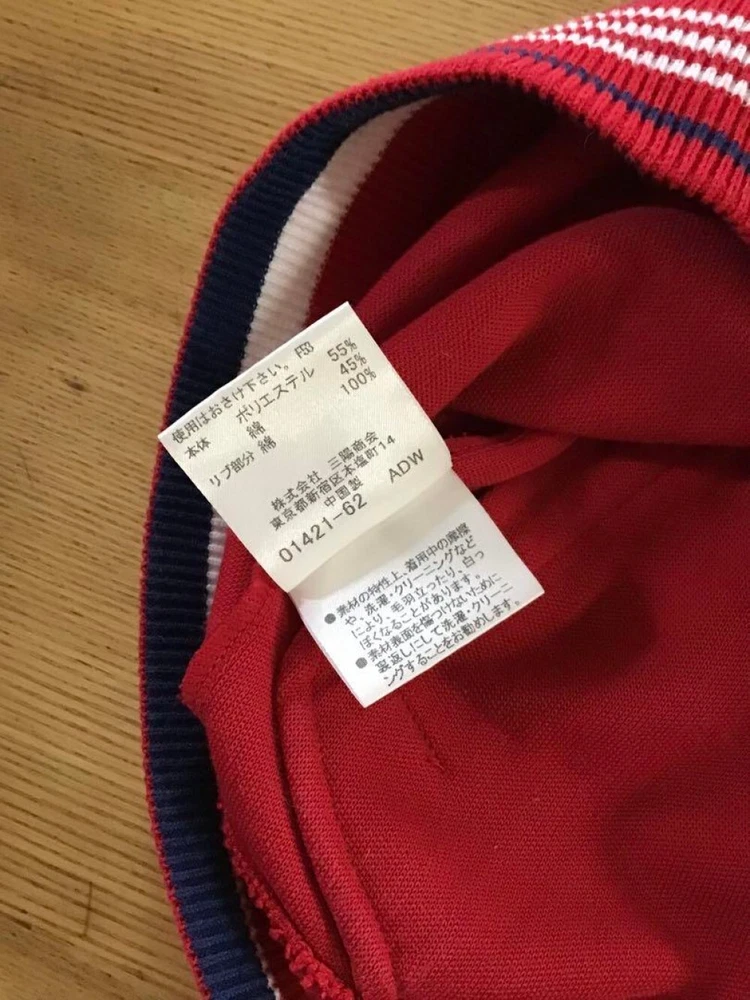 使用はおさけ下さい。F53
本体 ポリエステル 55%
綿 45%
リブ部分 綿 100%
株式会社 三陽商会
東京都新宿区本塩町14
中国製
01421-62 ADW
●素材の特性上、着用中の摩擦
や、洗濯・クリーニングなど
により、毛羽立ったり、白っ
ぽくなることがあります。
●素材表面を傷つけないために
裏返しにして洗濯・クリーニ
ングすることをお勧めします。